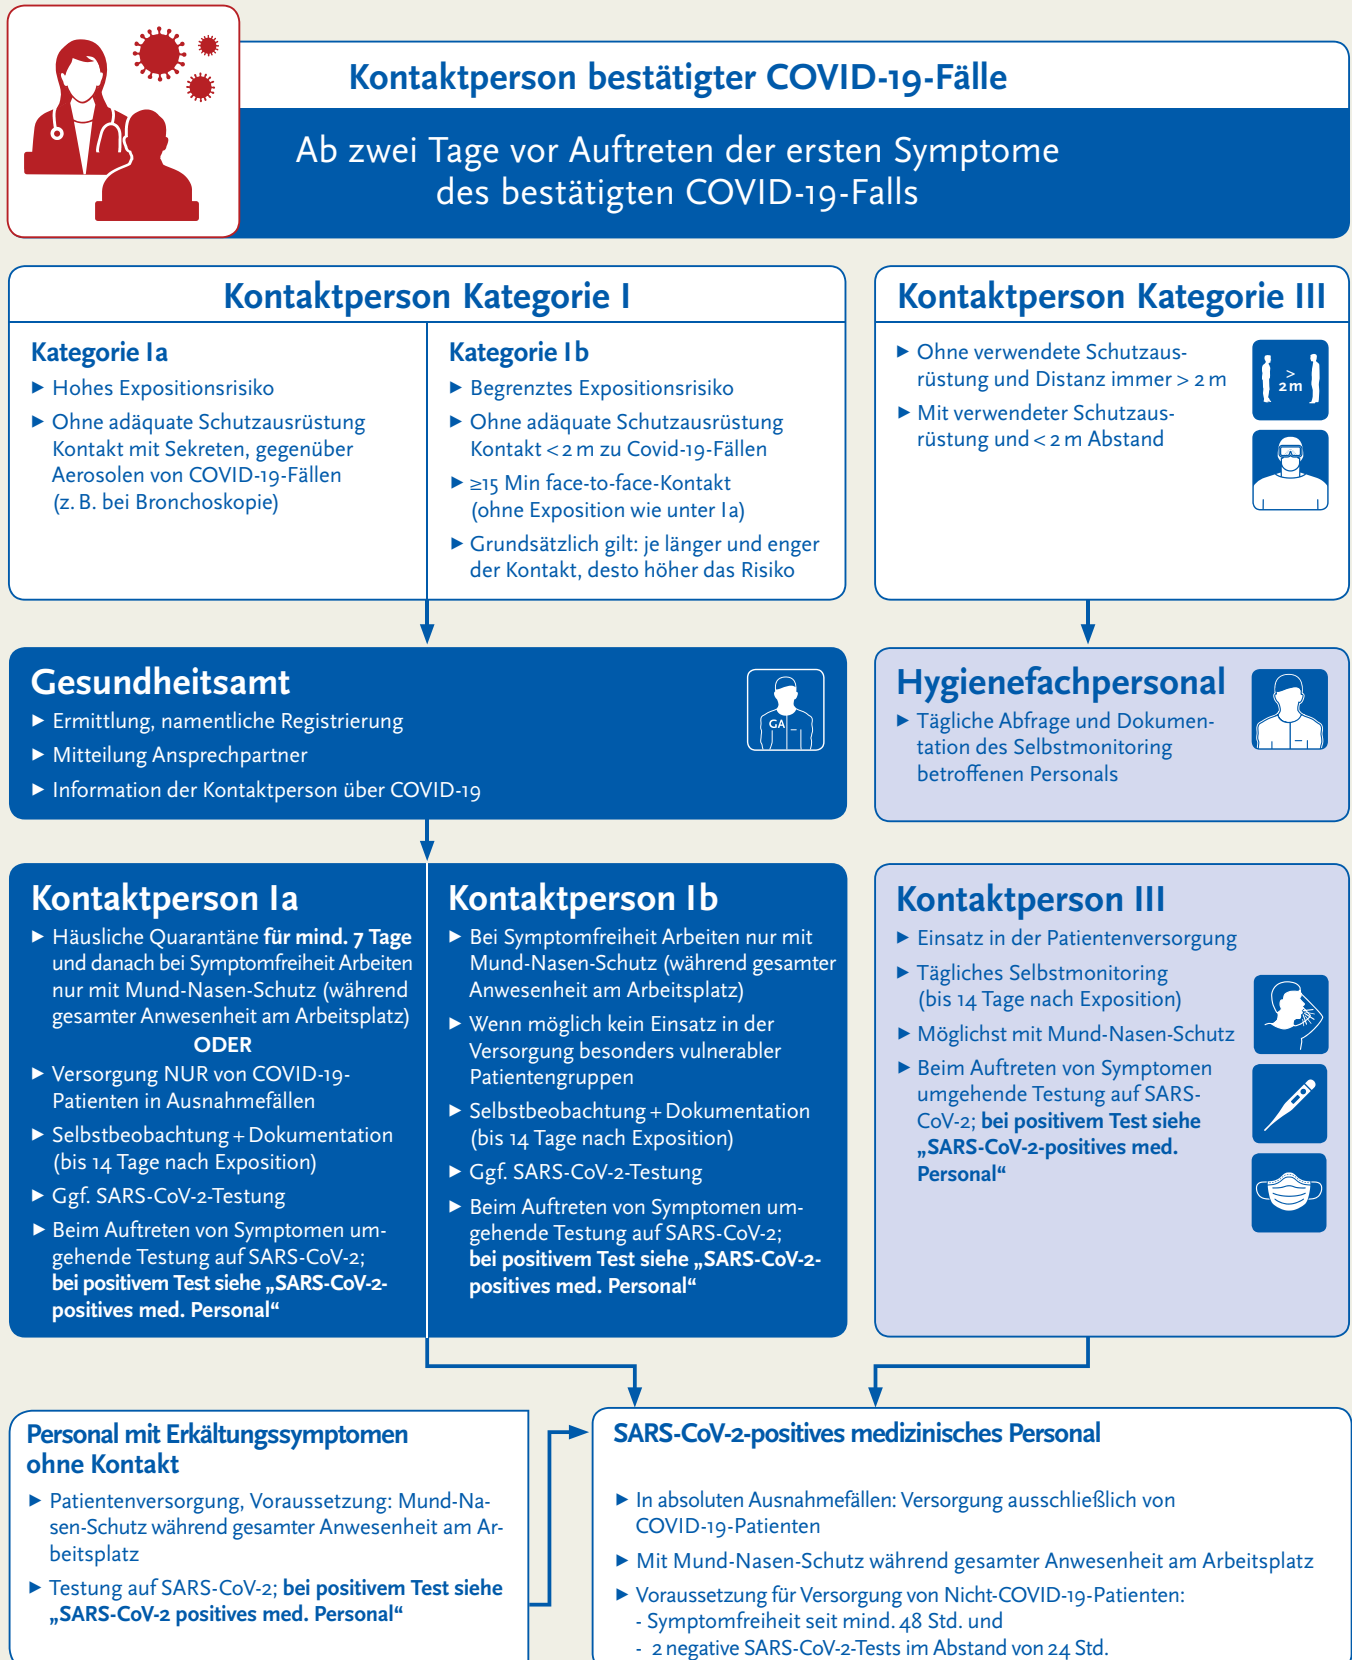 Kontaktperson bestätigter COVID-19-Fälle
Ab zwei Tage vor Auftreten der ersten Symptome
des bestätigten COVID-19-Falls
Kontaktperson Kategorie I
Kategorie Ia
► Hohes Expositionsrisiko
► Ohne adäquate Schutzausrüstung
Kontakt mit Sekreten, gegenüber
Aerosolen von COVID-19-Fällen
(z. B. bei Bronchoskopie)
Kategorie Ib
► Begrenztes Expositionsrisiko
► Ohne adäquate Schutzausrüstung
Kontakt < 2 m zu Covid-19-Fällen
► ≥15 Min face-to-face-Kontakt
(ohne Exposition wie unter Ia)
► Grundsätzlich gilt: je länger und enger
der Kontakt, desto höher das Risiko
Kontaktperson Kategorie III
► Ohne verwendete Schutzaus-
rüstung und Distanz immer > 2 m
► Mit verwendeter Schutzaus-
rüstung und < 2 m Abstand
>
2 m
Gesundheitsamt
► Ermittlung, namentliche Registrierung
► Mitteilung Ansprechpartner
► Information der Kontaktperson über COVID-19
GA
Hygienefachpersonal
► Tägliche Abfrage und Dokumen-
tation des Selbstmonitoring
betroffenen Personals
Kontaktperson Ia
► Häusliche Quarantäne für mind. 7 Tage
und danach bei Symptomfreiheit Arbeiten
nur mit Mund-Nasen-Schutz (während
gesamter Anwesenheit am Arbeitsplatz)
ODER
► Versorgung NUR von COVID-19-
Patienten in Ausnahmefällen
► Selbstbeobachtung + Dokumentation
(bis 14 Tage nach Exposition)
► Ggf. SARS-CoV-2-Testung
► Beim Auftreten von Symptomen um-
gehende Testung auf SARS-CoV-2;
bei positivem Test siehe „SARS-CoV-2-
positives med. Personal“
Kontaktperson Ib
► Bei Symptomfreiheit Arbeiten nur mit
Mund-Nasen-Schutz (während gesamter
Anwesenheit am Arbeitsplatz)
► Wenn möglich kein Einsatz in der
Versorgung besonders vulnerabler
Patientengruppen
► Selbstbeobachtung + Dokumentation
(bis 14 Tage nach Exposition)
► Ggf. SARS-CoV-2-Testung
► Beim Auftreten von Symptomen um-
gehende Testung auf SARS-CoV-2;
bei positivem Test siehe „SARS-CoV-2-
positives med. Personal“
Kontaktperson III
► Einsatz in der Patientenversorgung
► Tägliches Selbstmonitoring
(bis 14 Tage nach Exposition)
► Möglichst mit Mund-Nasen-Schutz
► Beim Auftreten von Symptomen
umgehende Testung auf SARS-
CoV-2; bei positivem Test siehe
„SARS-CoV-2-positives med.
Personal“
Personal mit Erkältungssymptomen
ohne Kontakt
► Patientenversorgung, Voraussetzung: Mund-Na-
sen-Schutz während gesamter Anwesenheit am Ar-
beitsplatz
► Testung auf SARS-CoV-2; bei positivem Test siehe
„SARS-CoV-2 positives med. Personal“
SARS-CoV-2-positives medizinisches Personal
► In absoluten Ausnahmefällen: Versorgung ausschließlich von
COVID-19-Patienten
► Mit Mund-Nasen-Schutz während gesamter Anwesenheit am Arbeitsplatz
► Voraussetzung für Versorgung von Nicht-COVID-19-Patienten:
- Symptomfreiheit seit mind. 48 Std. und
- 2 negative SARS-CoV-2-Tests im Abstand von 24 Std.